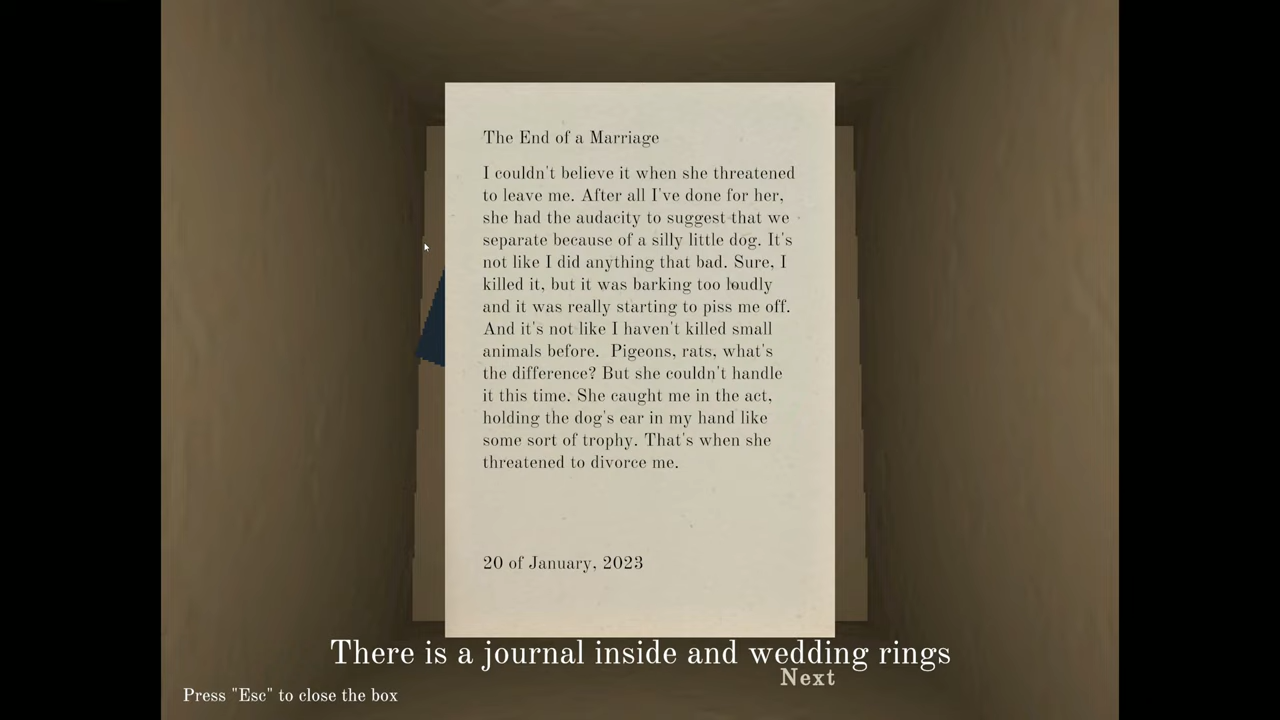 The End of a Marriage
I couldn't believe it when she threatened
to leave me. After all I've done for her,
she had the audacity to suggest that we
separate because of a silly little dog. It's
not like I did anything that bad. Sure, I
killed it, but it was barking too loudly
and it was really starting to piss me off.
And it's not like I haven't killed small
animals before.  Pigeons, rats, what's
the difference? But she couldn't handle
it this time. She caught me in the act,
holding the dog's ear in my hand like
some sort of trophy. That's when she
threatened to divorce me.
20 of January, 2023
There is a journal inside and wedding rings
Next
Press "Esc" to close the box